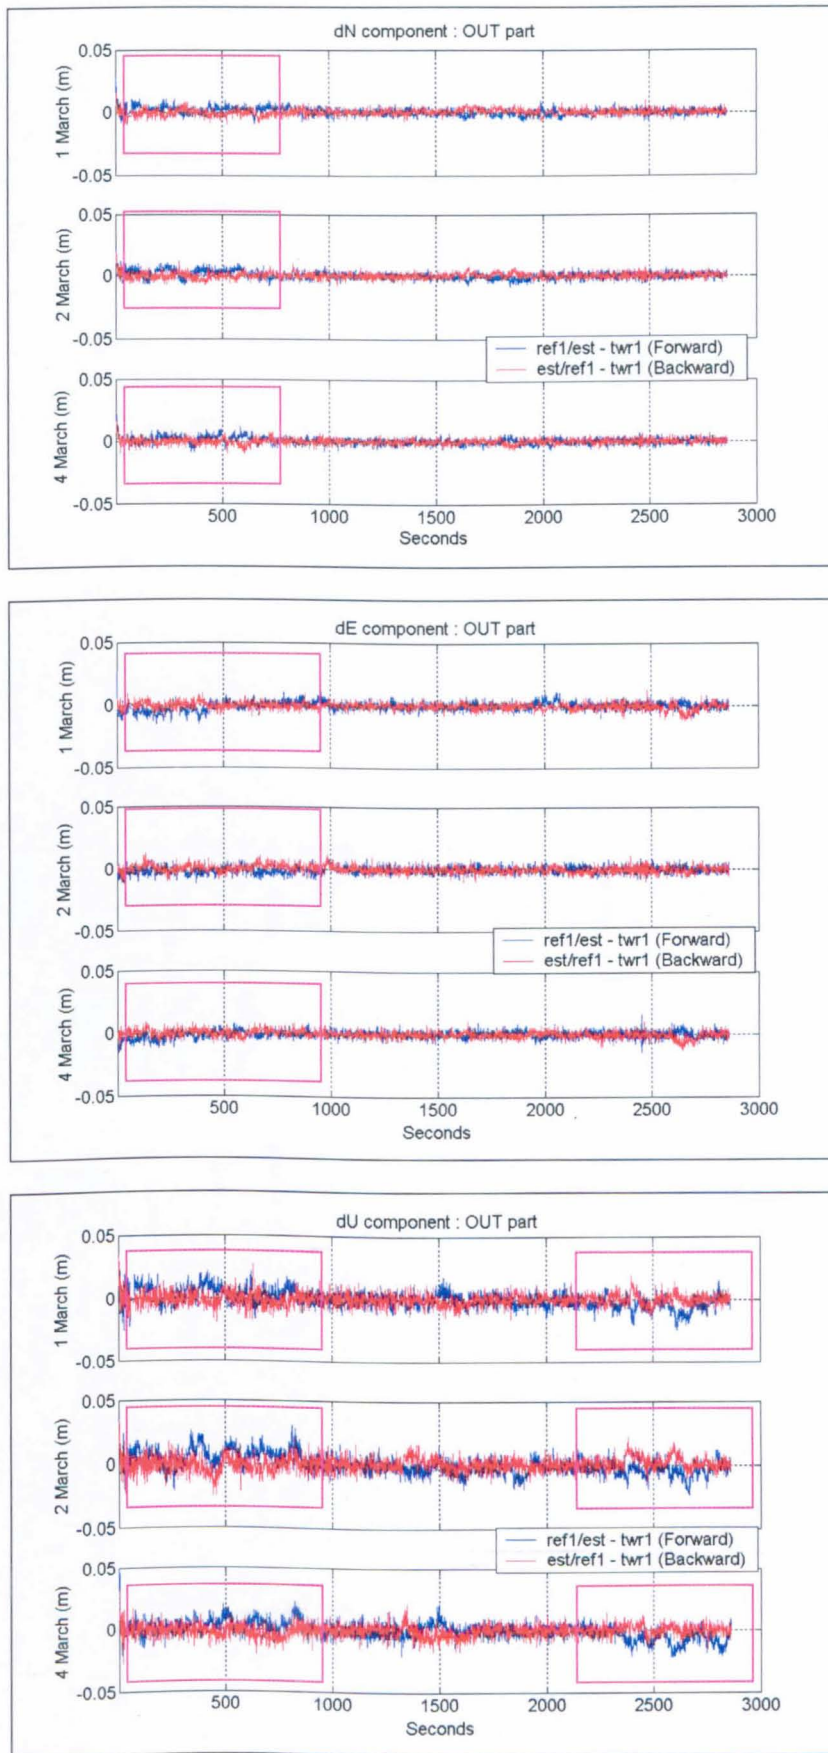 dN component : OUT part
0.05
1 March (m)
0
-0.05
0.05
2 March (m)
0
-0.05
ref1/est - twr1 (Forward)
est/ref1 - twr1 (Backward)
0.05
4 March (m)
0
-0.05
500 1000 1500 2000 2500 3000
Seconds
dE component : OUT part
0.05
1 March (m)
0
-0.05
0.05
2 March (m)
0
-0.05
ref1/est - twr1 (Forward)
est/ref1 - twr1 (Backward)
0.05
4 March (m)
0
-0.05
500 1000 1500 2000 2500 3000
Seconds
dU component : OUT part
0.05
1 March (m)
0
-0.05
0.05
2 March (m)
0
-0.05
ref1/est - twr1 (Forward)
est/ref1 - twr1 (Backward)
0.05
4 March (m)
0
-0.05
500 1000 1500 2000 2500 3000
Seconds